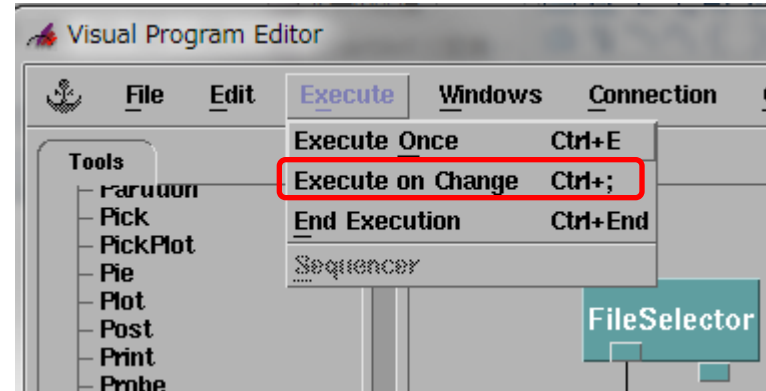 Visual Program Editor
File Edit Execute Windows Connection
Execute Once Ctrl+E
Execute on Change Ctrl+;
End Execution Ctrl+End
Sequencer
Tools
Partition
Pick
PickPlot
Pie
Plot
Post
Print
Probe
FileSelector